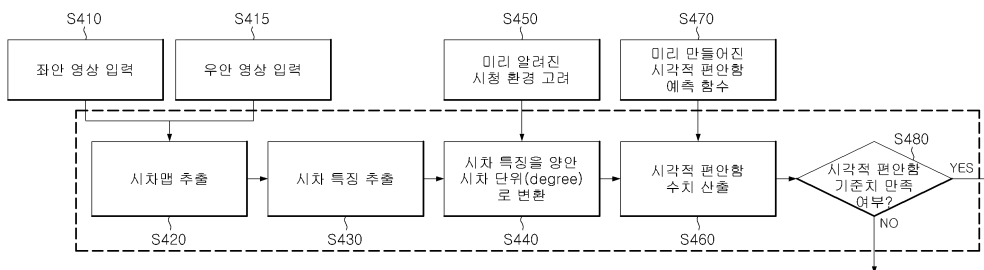 S410
S415
S450
S470
좌안 영상 입력
우안 영상 입력
미리 알려진
시청 환경 고려
미리 만들어진
시각적 편안함
예측 함수
시차맵 추출
시차 특징 추출
시차 특징을 양안
시차 단위(degree)
로 변환
시각적 편안함
수치 산출
S480
시각적 편안함
기준치 만족
여부?
YES
NO
S420
S430
S440
S460